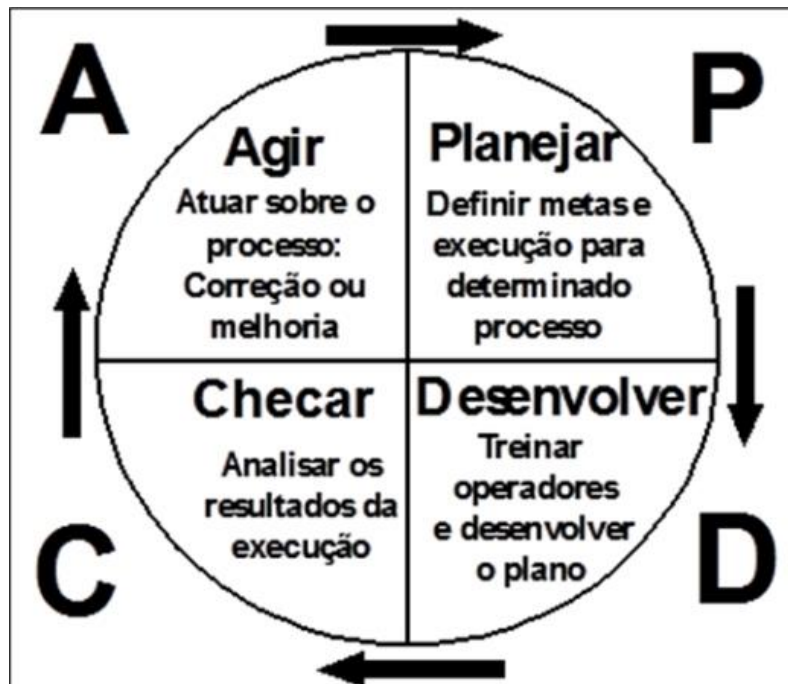 A
P
Agir
Atuar sobre o
processo:
Correção ou
melhoria
Planejar
Definir metas e
execução para
determinado
processo
Checar
Analisar os
resultados da
execução
Desenvolver
Treinar
operadores
e desenvolver
o plano
C
D